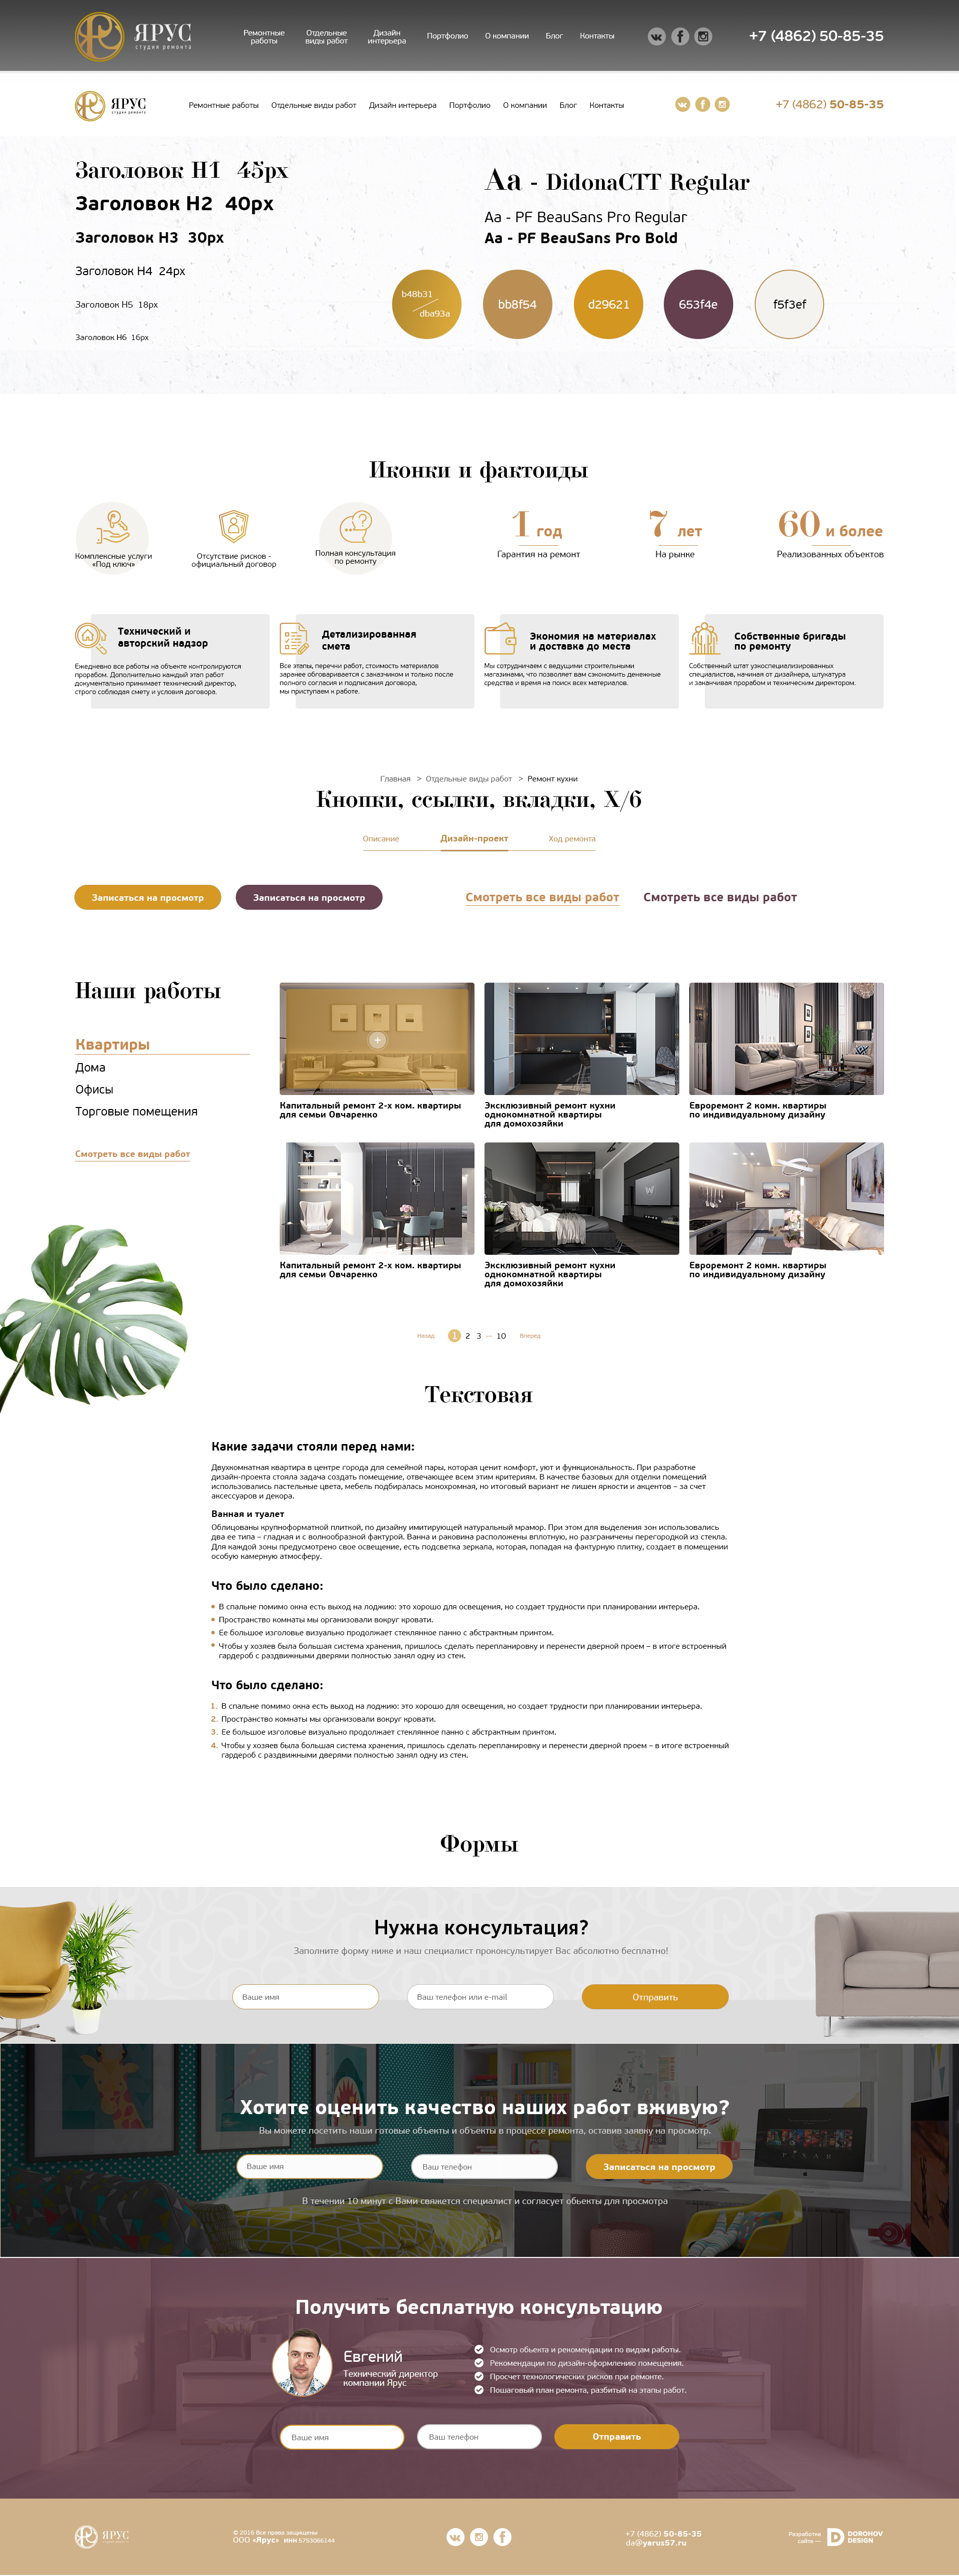 ЯРУС
студия ремонта
Ремонтные
работы
Отдельные
виды работ
Дизайн
интерьера
Портфолио
О компании
Блог
Контакты
+7 (4862) 50-85-35
ЯРУС
студия ремонта
Ремонтные работы
Отдельные виды работ
Дизайн интерьера
Портфолио
О компании
Блог
Контакты
+7 (4862) 50-85-35
Заголовок H1 45px
Заголовок H2 40px
Заголовок H3 30px
Заголовок H4 24px
Заголовок H5 18px
Заголовок H6 16px
Aa - DidonaCTT Regular
Aa - PF BeauSans Pro Regular
Aa - PF BeauSans Pro Bold
b48b31
dba93a
bb8f54
d29621
653f4e
f5f3ef
Иконки и фактоиды
Комплексные услуги
«Под ключ»
Отсутствие рисков -
официальный договор
Полная консультация
по ремонту
1 год
Гарантия на ремонт
7 лет
На рынке
60 и более
Реализованных объектов
Технический и
авторский надзор
Ежедневно все работы на объекте контролируются
прорабом. Дополнительно каждый этап работ
документально принимает технический директор,
строго соблюдая смету и условия договора.
Детализированная
смета
Все этапы, перечни работ, стоимость материалов
заранее обговаривается с заказчиком и только после
полного согласия и подписания договора,
мы приступаем к работе.
Экономия на материалах
и доставка до места
Мы сотрудничаем с ведущими строительными
магазинами, что позволяет вам сэкономить денежные
средства и время на поиск всех материалов.
Собственные бригады
по ремонту
Собственный штат узкоспециализированных
специалистов, начиная от дизайнера, штукатура
и заканчивая прорабом и техническим директором.
Главная > Отдельные виды работ > Ремонт кухни
Кнопки, ссылки, вкладки, Х/б
Описание
Дизайн-проект
Ход ремонта
Записаться на просмотр
Записаться на просмотр
Смотреть все виды работ
Смотреть все виды работ
Наши работы
Квартиры
Дома
Офисы
Торговые помещения
Смотреть все виды работ
Капитальный ремонт 2-х ком. квартиры
для семьи Овчаренко
Эксклюзивный ремонт кухни
однокомнатной квартиры
для домохозяйки
Евроремонт 2 комн. квартиры
по индивидуальному дизайну
Капитальный ремонт 2-х ком. квартиры
для семьи Овчаренко
Эксклюзивный ремонт кухни
однокомнатной квартиры
для домохозяйки
Евроремонт 2 комн. квартиры
по индивидуальному дизайну
Назад 1 2 3 ... 10 Вперед
Текстовая
Какие задачи стояли перед нами:
Двухкомнатная квартира в центре города для семейной пары, которая ценит комфорт, уют и функциональность. При разработке
дизайн-проекта стояла задача создать помещение, отвечающее всем этим критериям. В качестве базовых для отделки помещений
использовались пастельные цвета, мебель подбиралась монохромная, но итоговый вариант не лишен яркости и акцентов – за счет
аксессуаров и декора.
Ванная и туалет
Облицованы крупноформатной плиткой, по дизайну имитирующей натуральный мрамор. При этом для выделения зон использовались
два ее типа – гладкая и с волнообразной фактурой. Ванна и раковина расположены вплотную, но разграничены перегородкой из стекла.
Для каждой зоны предусмотрено свое освещение, есть подсветка зеркала, которая, попадая на фактурную плитку, создает в помещении
особую камерную атмосферу.
Что было сделано:
В спальне помимо окна есть выход на лоджию: это хорошо для освещения, но создает трудности при планировании интерьера.
Пространство комнаты мы организовали вокруг кровати.
Ее большое изголовье визуально продолжает стеклянное панно с абстрактным принтом.
Чтобы у хозяев была большая система хранения, пришлось сделать перепланировку и перенести дверной проем – в итоге встроенный
гардероб с раздвижными дверями полностью занял одну из стен.
Что было сделано:
1. В спальне помимо окна есть выход на лоджию: это хорошо для освещения, но создает трудности при планировании интерьера.
2. Пространство комнаты мы организовали вокруг кровати.
3. Ее большое изголовье визуально продолжает стеклянное панно с абстрактным принтом.
4. Чтобы у хозяев была большая система хранения, пришлось сделать перепланировку и перенести дверной проем – в итоге встроенный
гардероб с раздвижными дверями полностью занял одну из стен.
Формы
Нужна консультация?
Заполните форму ниже и наш специалист проконсультирует Вас абсолютно бесплатно!
Ваше имя
Ваш телефон или e-mail
Отправить
Хотите оценить качество наших работ вживую?
Вы можете посетить наши готовые объекты и объекты в процессе ремонта, оставив заявку на просмотр.
Ваше имя
Ваш телефон
Записаться на просмотр
В течении 10 минут с Вами свяжется специалист и согласует объекты для просмотра
Получить бесплатную консультацию
Евгений
Технический директор
компании Ярус
Осмотр объекта и рекомендации по видам работы.
Рекомендации по дизайн-оформлению помещения.
Просчет технологических рисков при ремонте.
Пошаговый план ремонта, разбитый на этапы работ.
Ваше имя
Ваш телефон
Отправить
ЯРУС
© 2016 Все права защищены
ООО «Ярус» ИНН 5753066144
+7 (4862) 50-85-35
da@yarus57.ru
Разработка
сайта —
DOROHOV
DESIGN